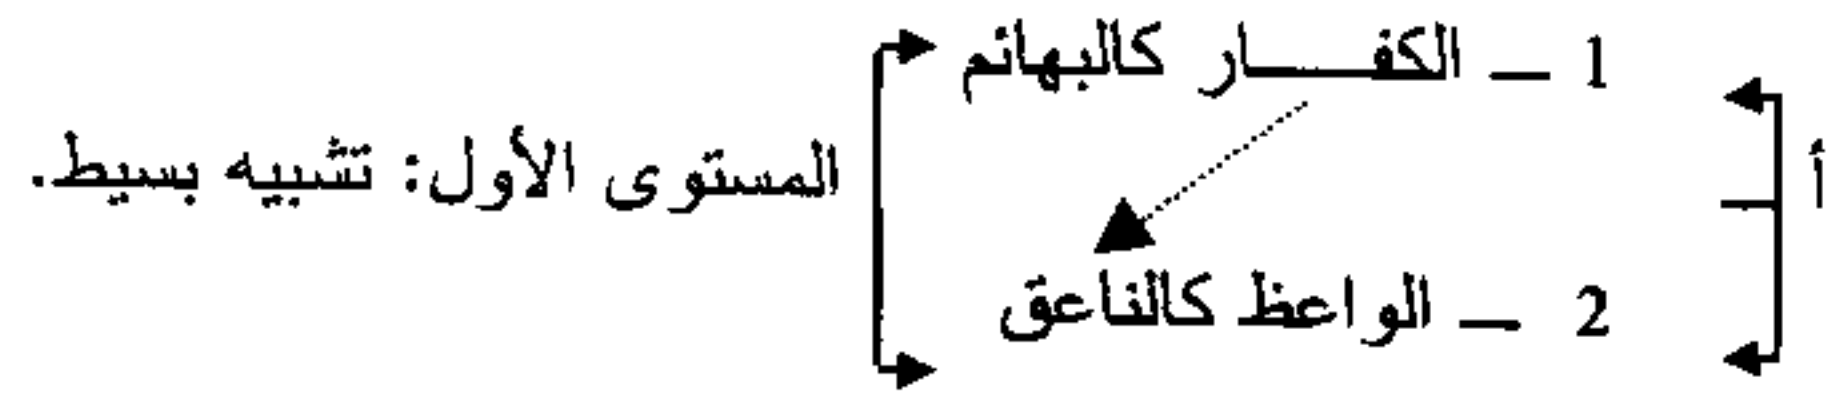 1 – الكفـــار كالبهائم
أ
المستوى الأول: تشبيه بسيط.
2 – الواعظ كالناعق